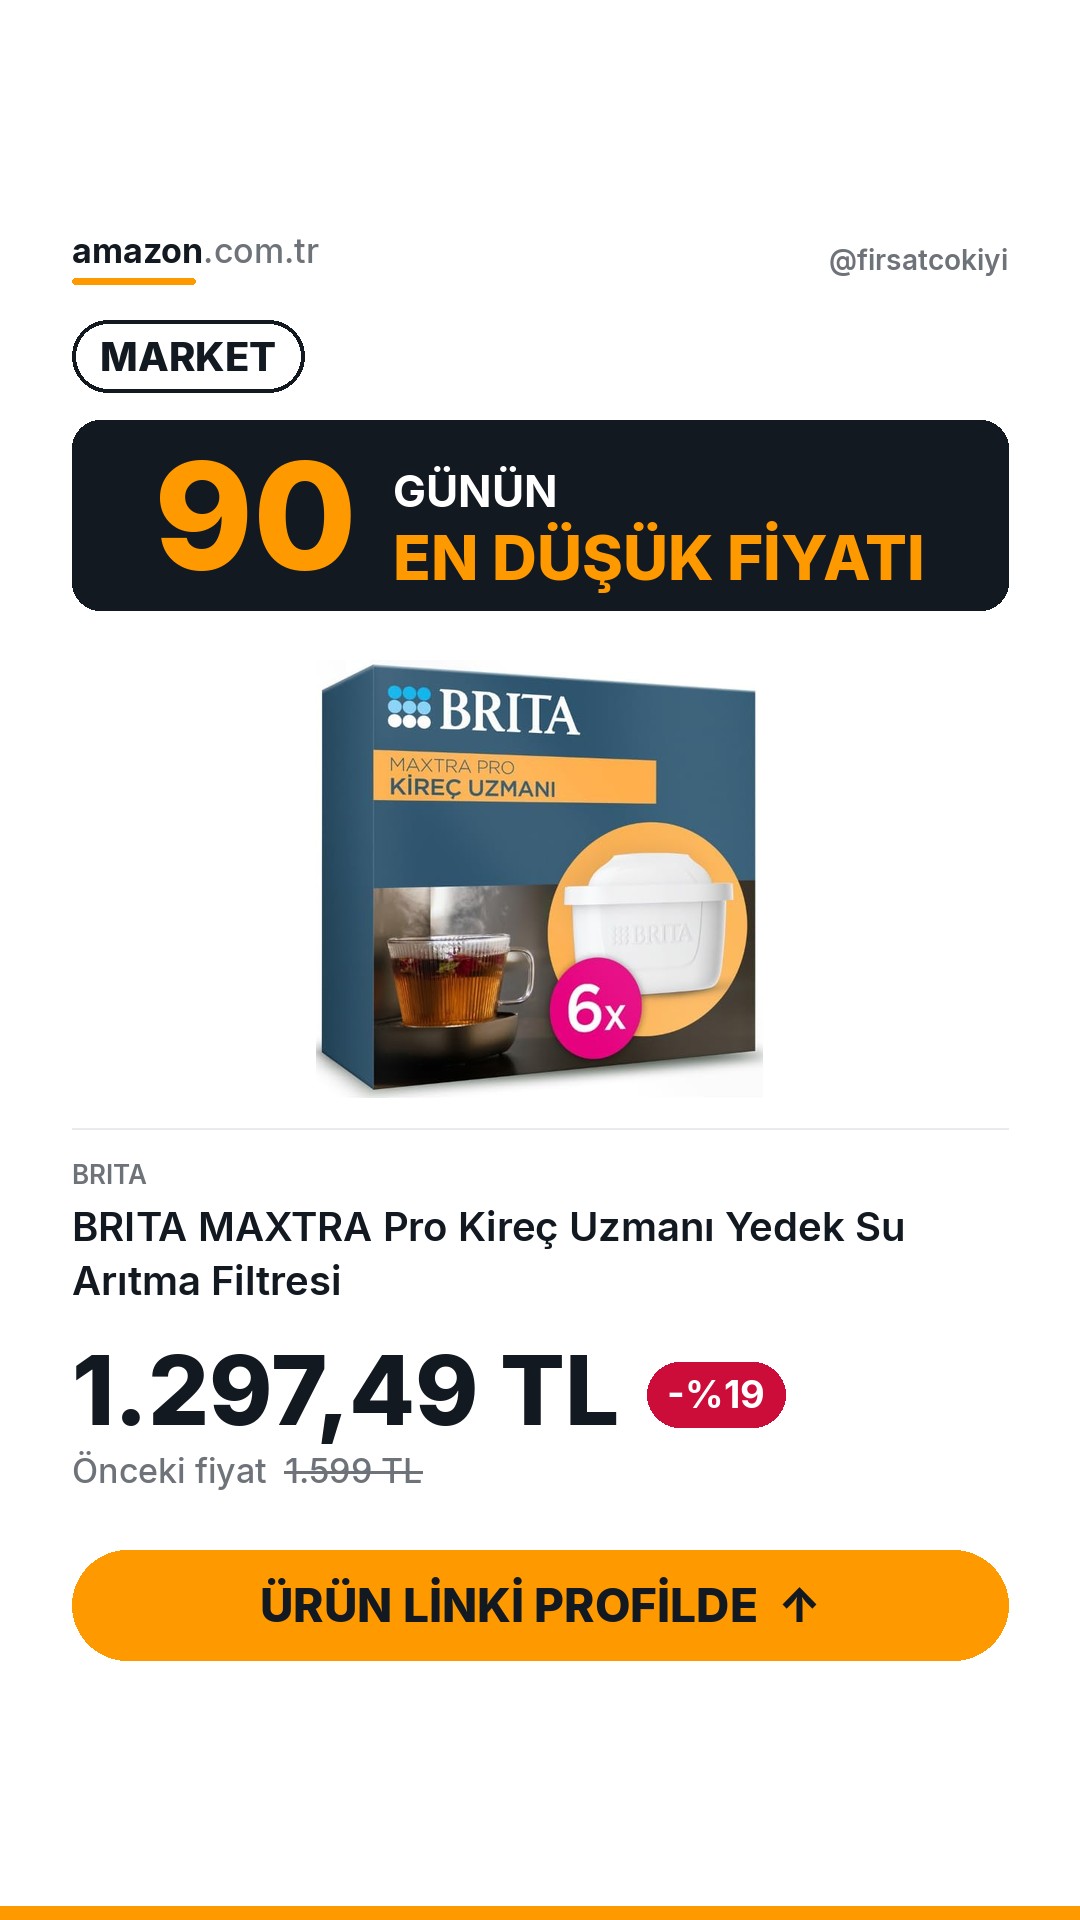 amazon.com.tr
@firsatcokiyi
MARKET
90
GÜNÜN
EN DÜŞÜK FİYATI
BRITA
MAXTRA PRO
KİREÇ UZMANI
BRITA
6x
BRITA
BRITA MAXTRA Pro Kireç Uzmanı Yedek Su
Arıtma Filtresi
1.297,49 TL
-%19
Önceki fiyat 1.599 TL
ÜRÜN LİNKİ PROFİLDE ↑